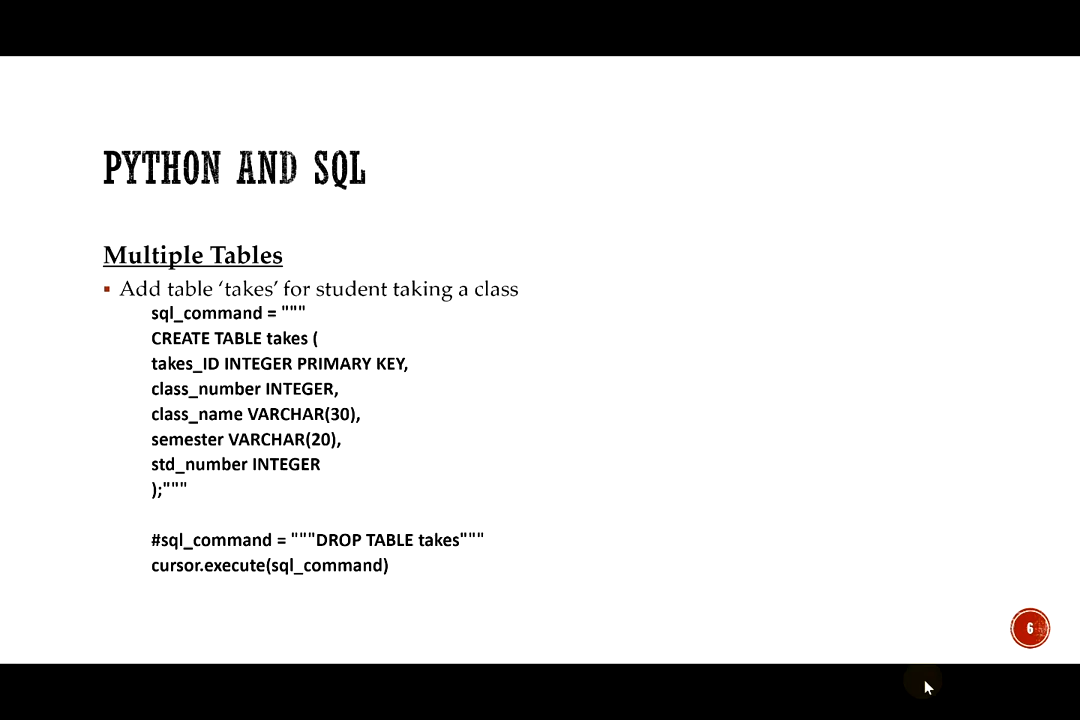 PYTHON AND SQL
Multiple Tables
▪ Add table ‘takes’ for student taking a class
sql_command = """
CREATE TABLE takes (
takes_ID INTEGER PRIMARY KEY,
class_number INTEGER,
class_name VARCHAR(30),
semester VARCHAR(20),
std_number INTEGER
);"""
#sql_command = """DROP TABLE takes"""
cursor.execute(sql_command)
6